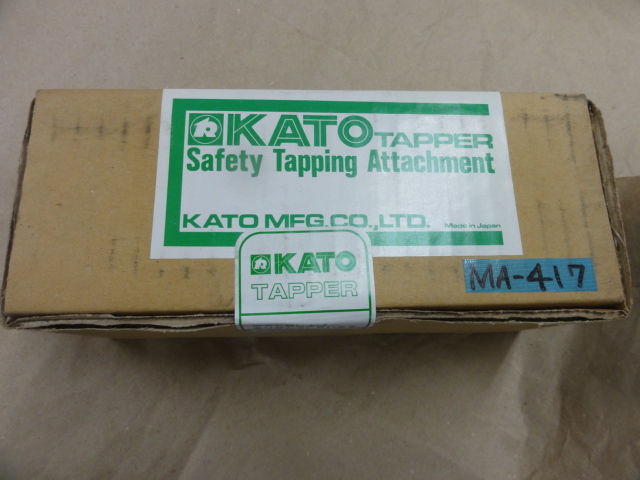 KATO TAPPER
Safety Tapping Attachment
KATO MFG.CO.,LTD. Made in Japan
KATO
TAPPER
MA-417